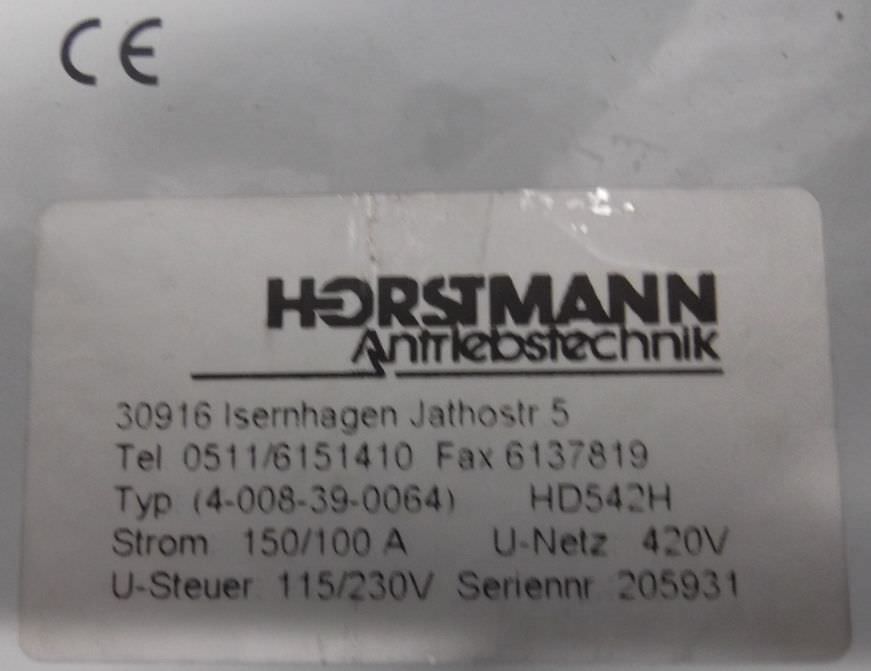 CE
HORSTMANN
Antriebstechnik
30916 Isernhagen Jathostr 5
Tel 0511/6151410 Fax 6137819
Typ (4-008-39-0064) HD542H
Strom 150/100 A U-Netz 420V
U-Steuer 115/230V Seriennr 205931